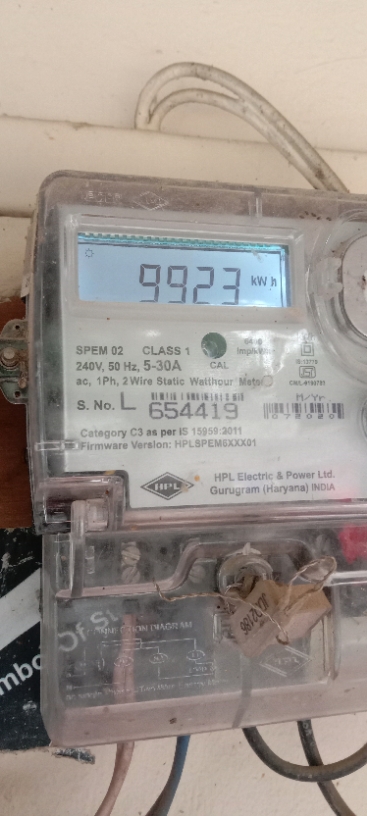 9923 kWh
SPEM 02 CLASS 1
240V, 50 Hz, 5-30A CAL
ac, 1Ph, 2Wire Static Watthour Meter
S. No. L 654419
M/Yr
072020
Category C3 as per IS 15959:2011
Firmware Version: HPLSPEM6XXX01
HPL
HPL Electric & Power Ltd.
Gurugram (Haryana) INDIA